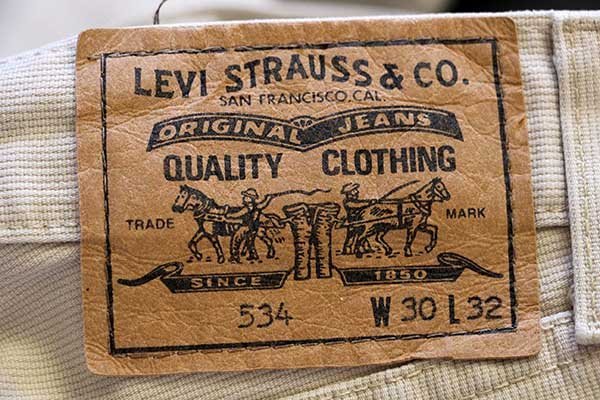 LEVI STRAUSS & CO.
SAN FRANCISCO.CAL.
ORIGINAL JEANS
QUALITY CLOTHING
TRADE MARK
SINCE 1850
534 W 30 L 32